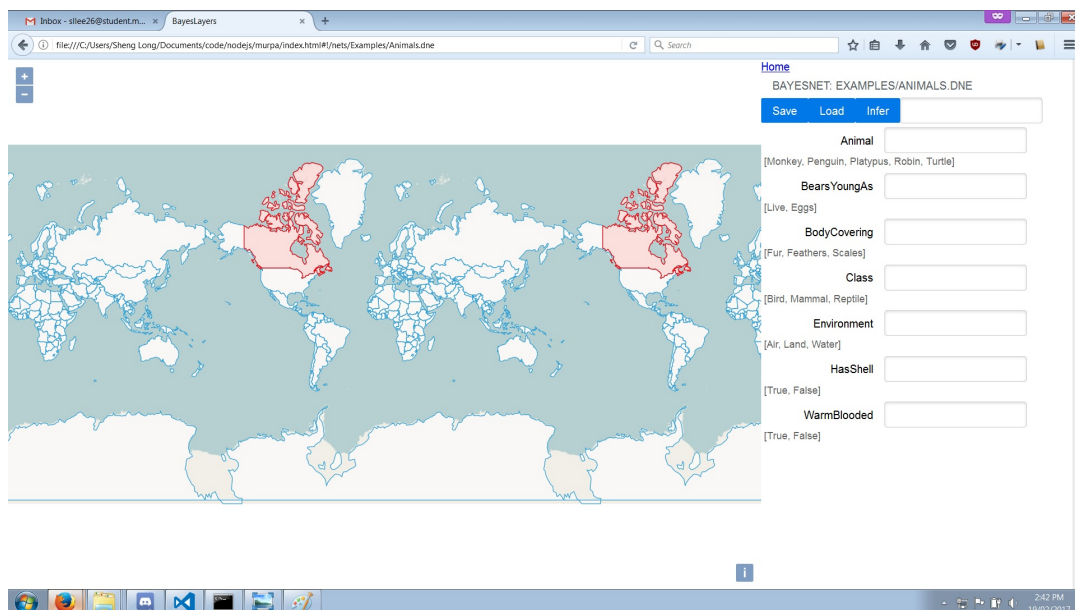 Inbox - sllee26@student.m...
BayesLayers
file:///C:/Users/Sheng Long/Documents/code/nodejs/murpa/index.html#!/nets/Examples/Animals.dne
Search
+
−
Home
BAYESNET: EXAMPLES/ANIMALS.DNE
Save Load Infer
Animal
[Monkey, Penguin, Platypus, Robin, Turtle]
BearsYoungAs
[Live, Eggs]
BodyCovering
[Fur, Feathers, Scales]
Class
[Bird, Mammal, Reptile]
Environment
[Air, Land, Water]
HasShell
[True, False]
WarmBlooded
[True, False]
i
2:42 PM
19/02/2017